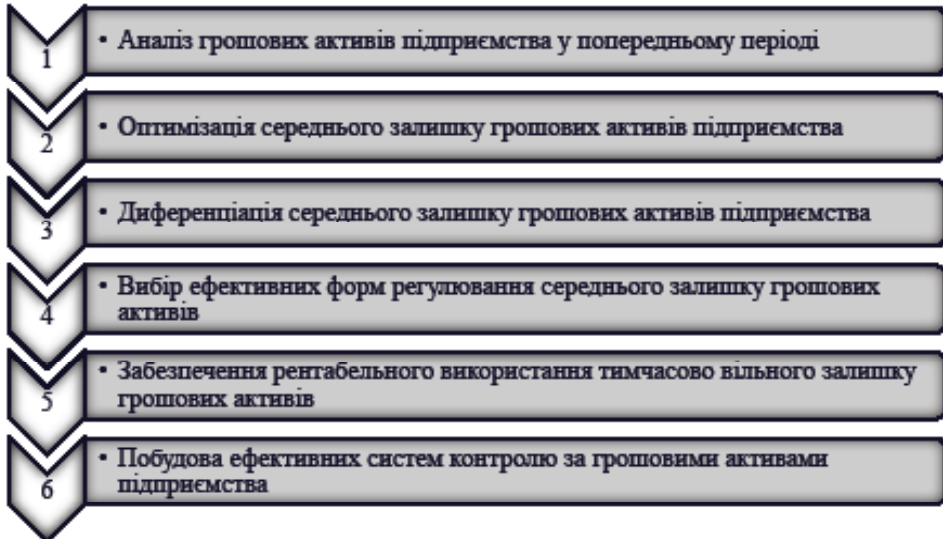 1
• Аналіз грошових активів підприємства у попередньому періоді
2
• Оптимізація середнього залишку грошових активів підприємства
3
• Диференціація середнього залишку грошових активів підприємства
4
• Вибір ефективних форм регулювання середнього залишку грошових
активів
5
• Забезпечення рентабельного використання тимчасово вільного залишку
грошових активів
6
• Побудова ефективних систем контролю за грошовими активами
підприємства